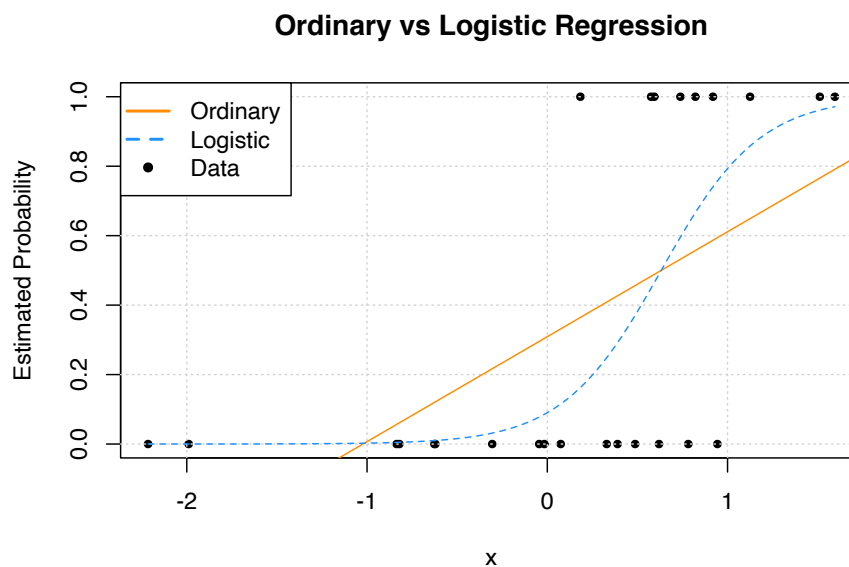 Ordinary vs Logistic Regression
Ordinary
Logistic
Data
Estimated Probability
1.0
0.8
0.6
0.4
0.2
0.0
-2
-1
0
1
x